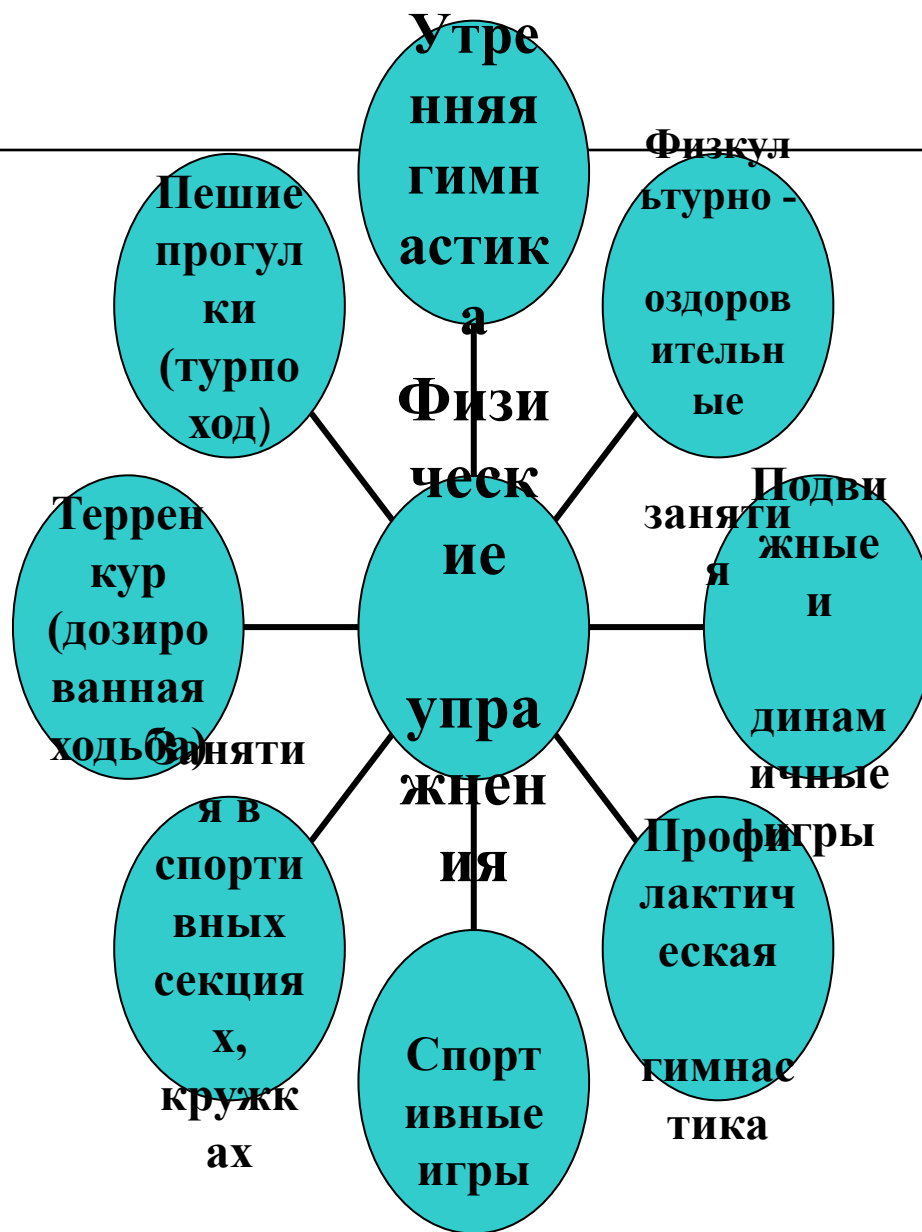 Утре
нняя
гимн
астик
а
Физкул
ьтурно -
оздоров
ительн
ые
заняти
я
Подви
жные
и
динам
ичные
игры
Профи
лактич
еская
гимнас
тика
Спорт
ивные
игры
Заняти
я в
спорти
вных
секция
х,
кружк
ах
Террен
кур
(дозиро
ванная
ходьба)
Пешие
прогул
ки
(турпо
ход)
Физи
ческ
ие
упра
жнен
ия